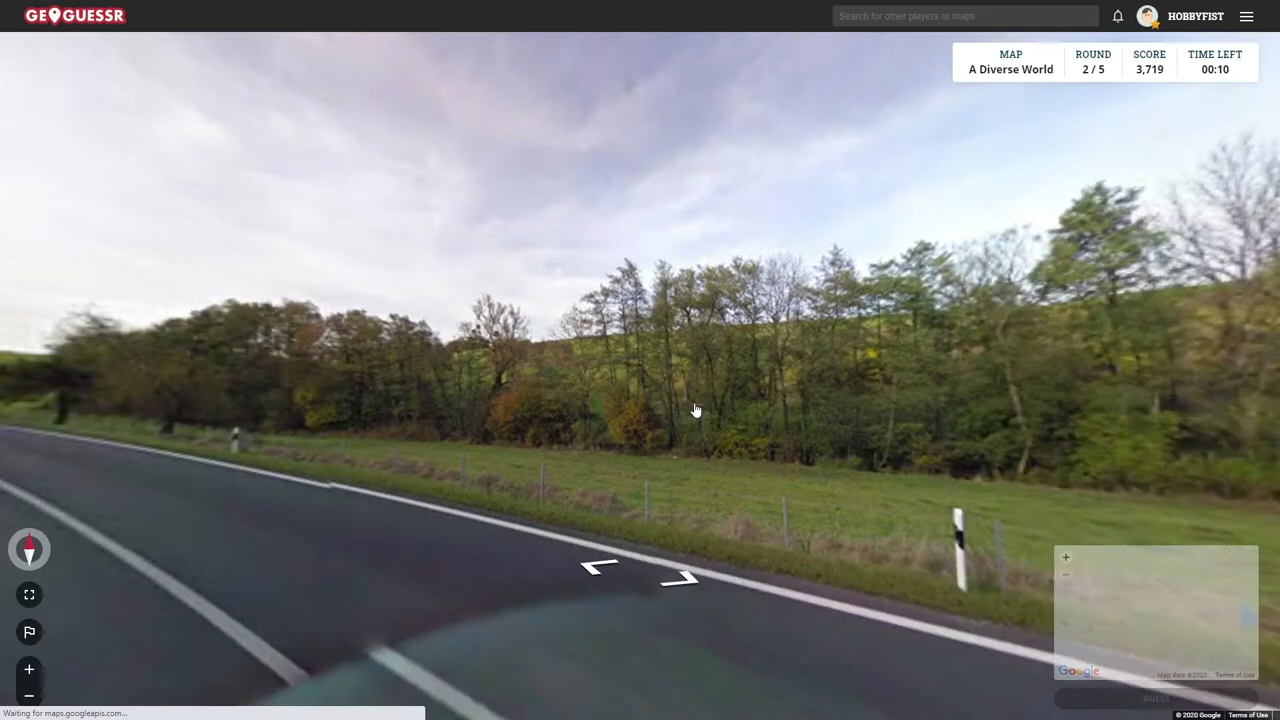 GEOGUESSR
Search for other players or maps
HOBBYFIST
MAP ROUND SCORE TIME LEFT
A Diverse World 2 / 5 3,719 00:10
Google
Map data ©2020 Terms of Use
GUESS
Waiting for maps.googleapis.com...
© 2020 Google Terms of Use